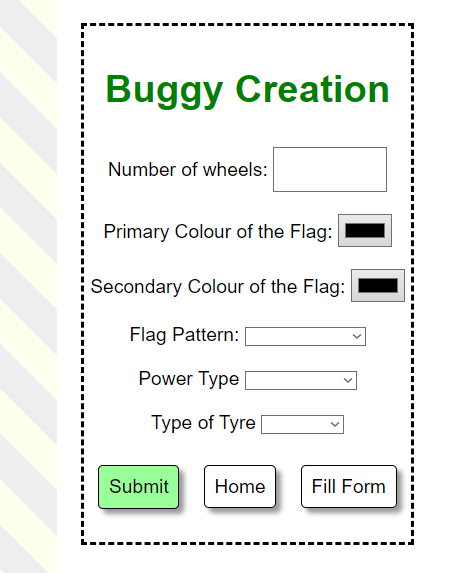 Buggy Creation
Number of wheels:
Primary Colour of the Flag:
Secondary Colour of the Flag:
Flag Pattern:
Power Type
Type of Tyre
Submit Home Fill Form